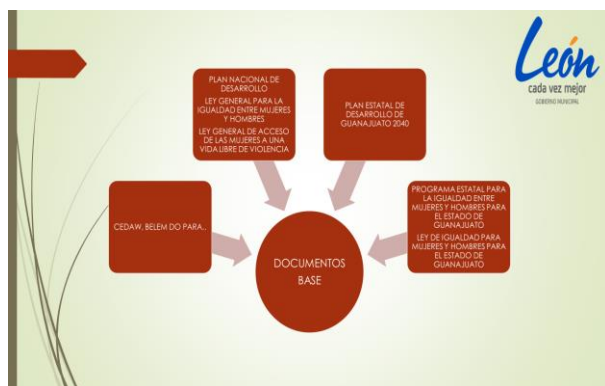 León
cada vez mejor
GOBIERNO MUNICIPAL
PLAN NACIONAL DE
DESARROLLO
LEY GENERAL PARA LA
IGUALDAD ENTRE MUJERES
Y HOMBRES
LEY GENERAL DE ACCESO
DE LAS MUJERES A UNA
VIDA LIBRE DE VIOLENCIA
PLAN ESTATAL DE
DESARROLLO DE
GUANAJUATO 2040
CEDAW, BELEM DO PARA..
PROGRAMA ESTATAL PARA
LA IGUALDAD ENTRE
MUJERES Y HOMBRES PARA
EL ESTADO DE
GUANAJUATO
LEY DE IGUALDAD PARA
MUJERES Y HOMBRES PARA
EL ESTADO DE
GUANAJUATO
DOCUMENTOS
BASE